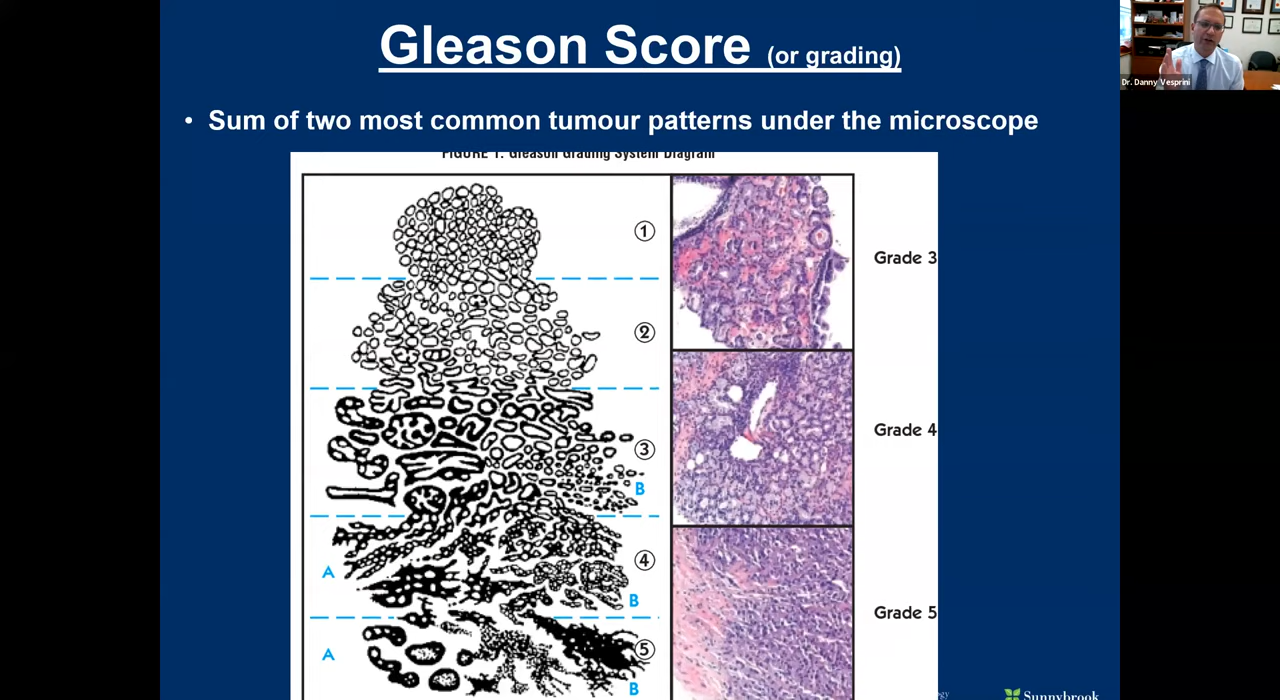 Gleason Score (or grading)
Dr. Danny Vesprini
• Sum of two most common tumour patterns under the microscope
FIGURE 1. Gleason Grading System Diagram
1
Grade 3
2
3
B
Grade 4
4
A
B
Grade 5
5
A
B
Sunnybrook